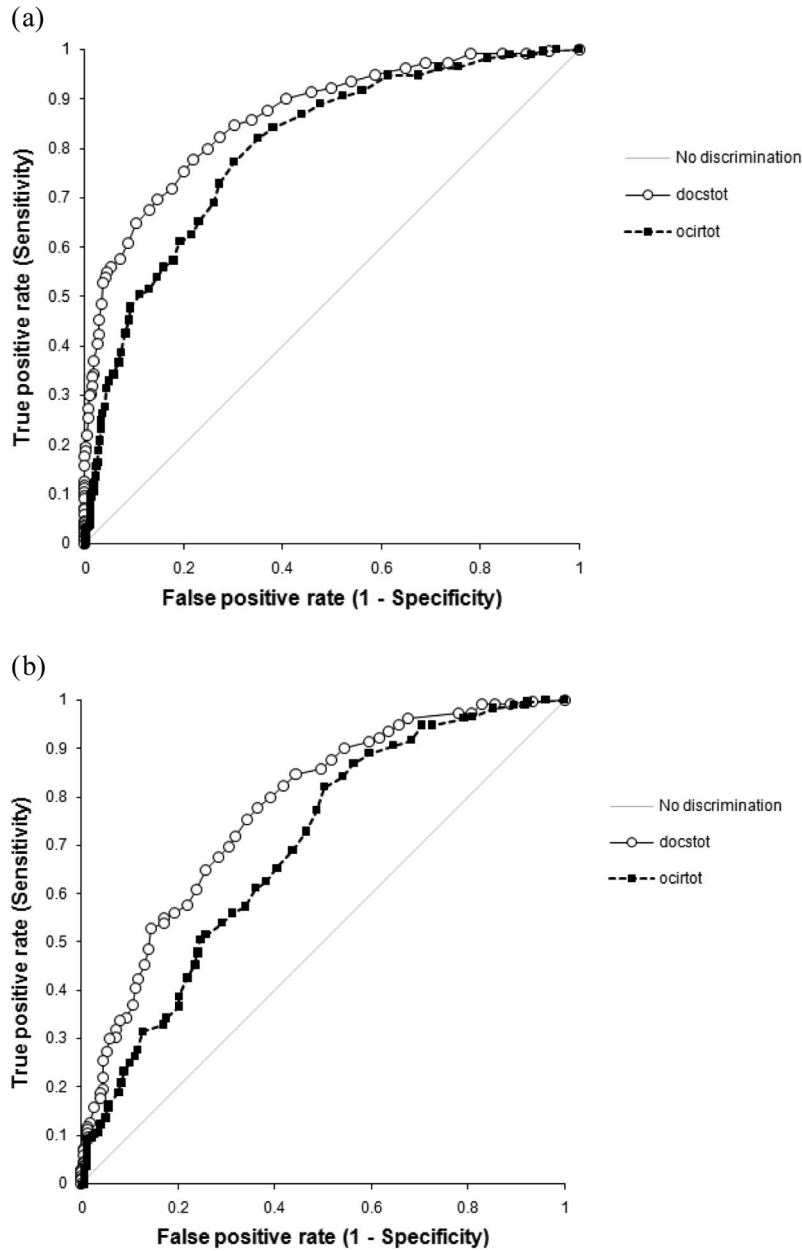 (a)
1
0.9
0.8
0.7
0.6
0.5
0.4
0.3
0.2
0.1
0
True positive rate (Sensitivity)
0
0.2
0.4
0.6
0.8
1
False positive rate (1 - Specificity)
No discrimination
docstot
ocirtot
(b)
1
0.9
0.8
0.7
0.6
0.5
0.4
0.3
0.2
0.1
0
True positive rate (Sensitivity)
0
0.2
0.4
0.6
0.8
1
False positive rate (1 - Specificity)
No discrimination
docstot
ocirtot